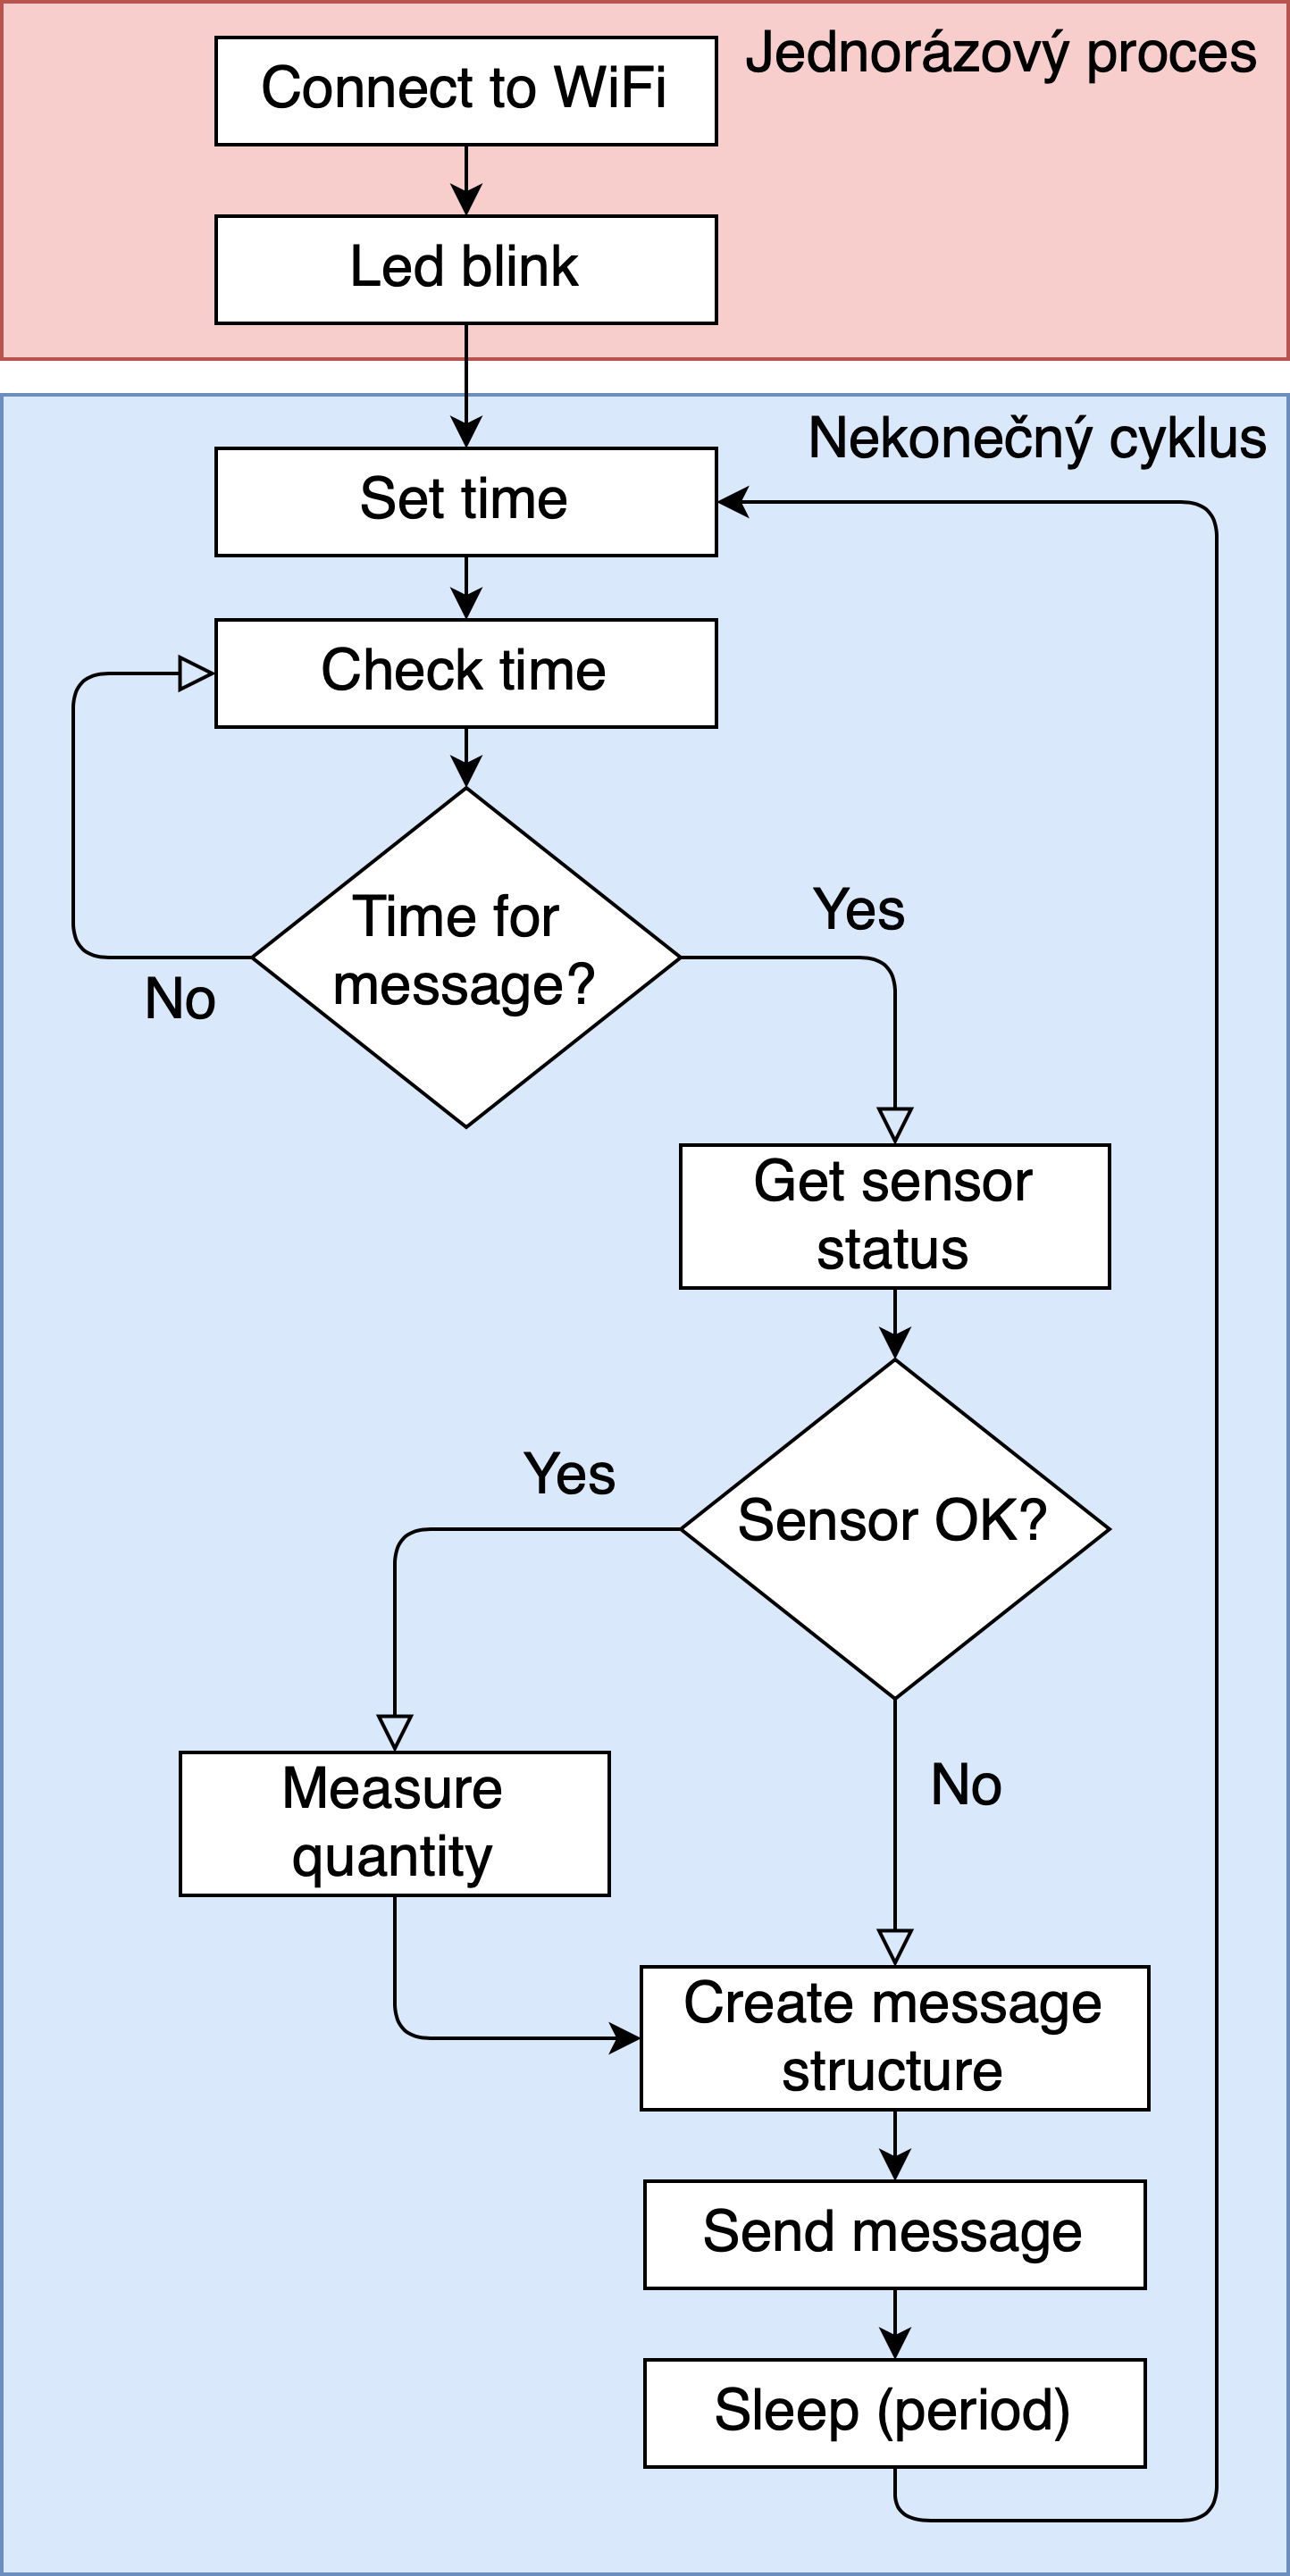 Jednorázový proces
Connect to WiFi
Led blink
Nekonečný cyklus
Set time
Check time
Time for
message?
Yes
No
Get sensor
status
Sensor OK?
Yes
No
Measure
quantity
Create message
structure
Send message
Sleep (period)